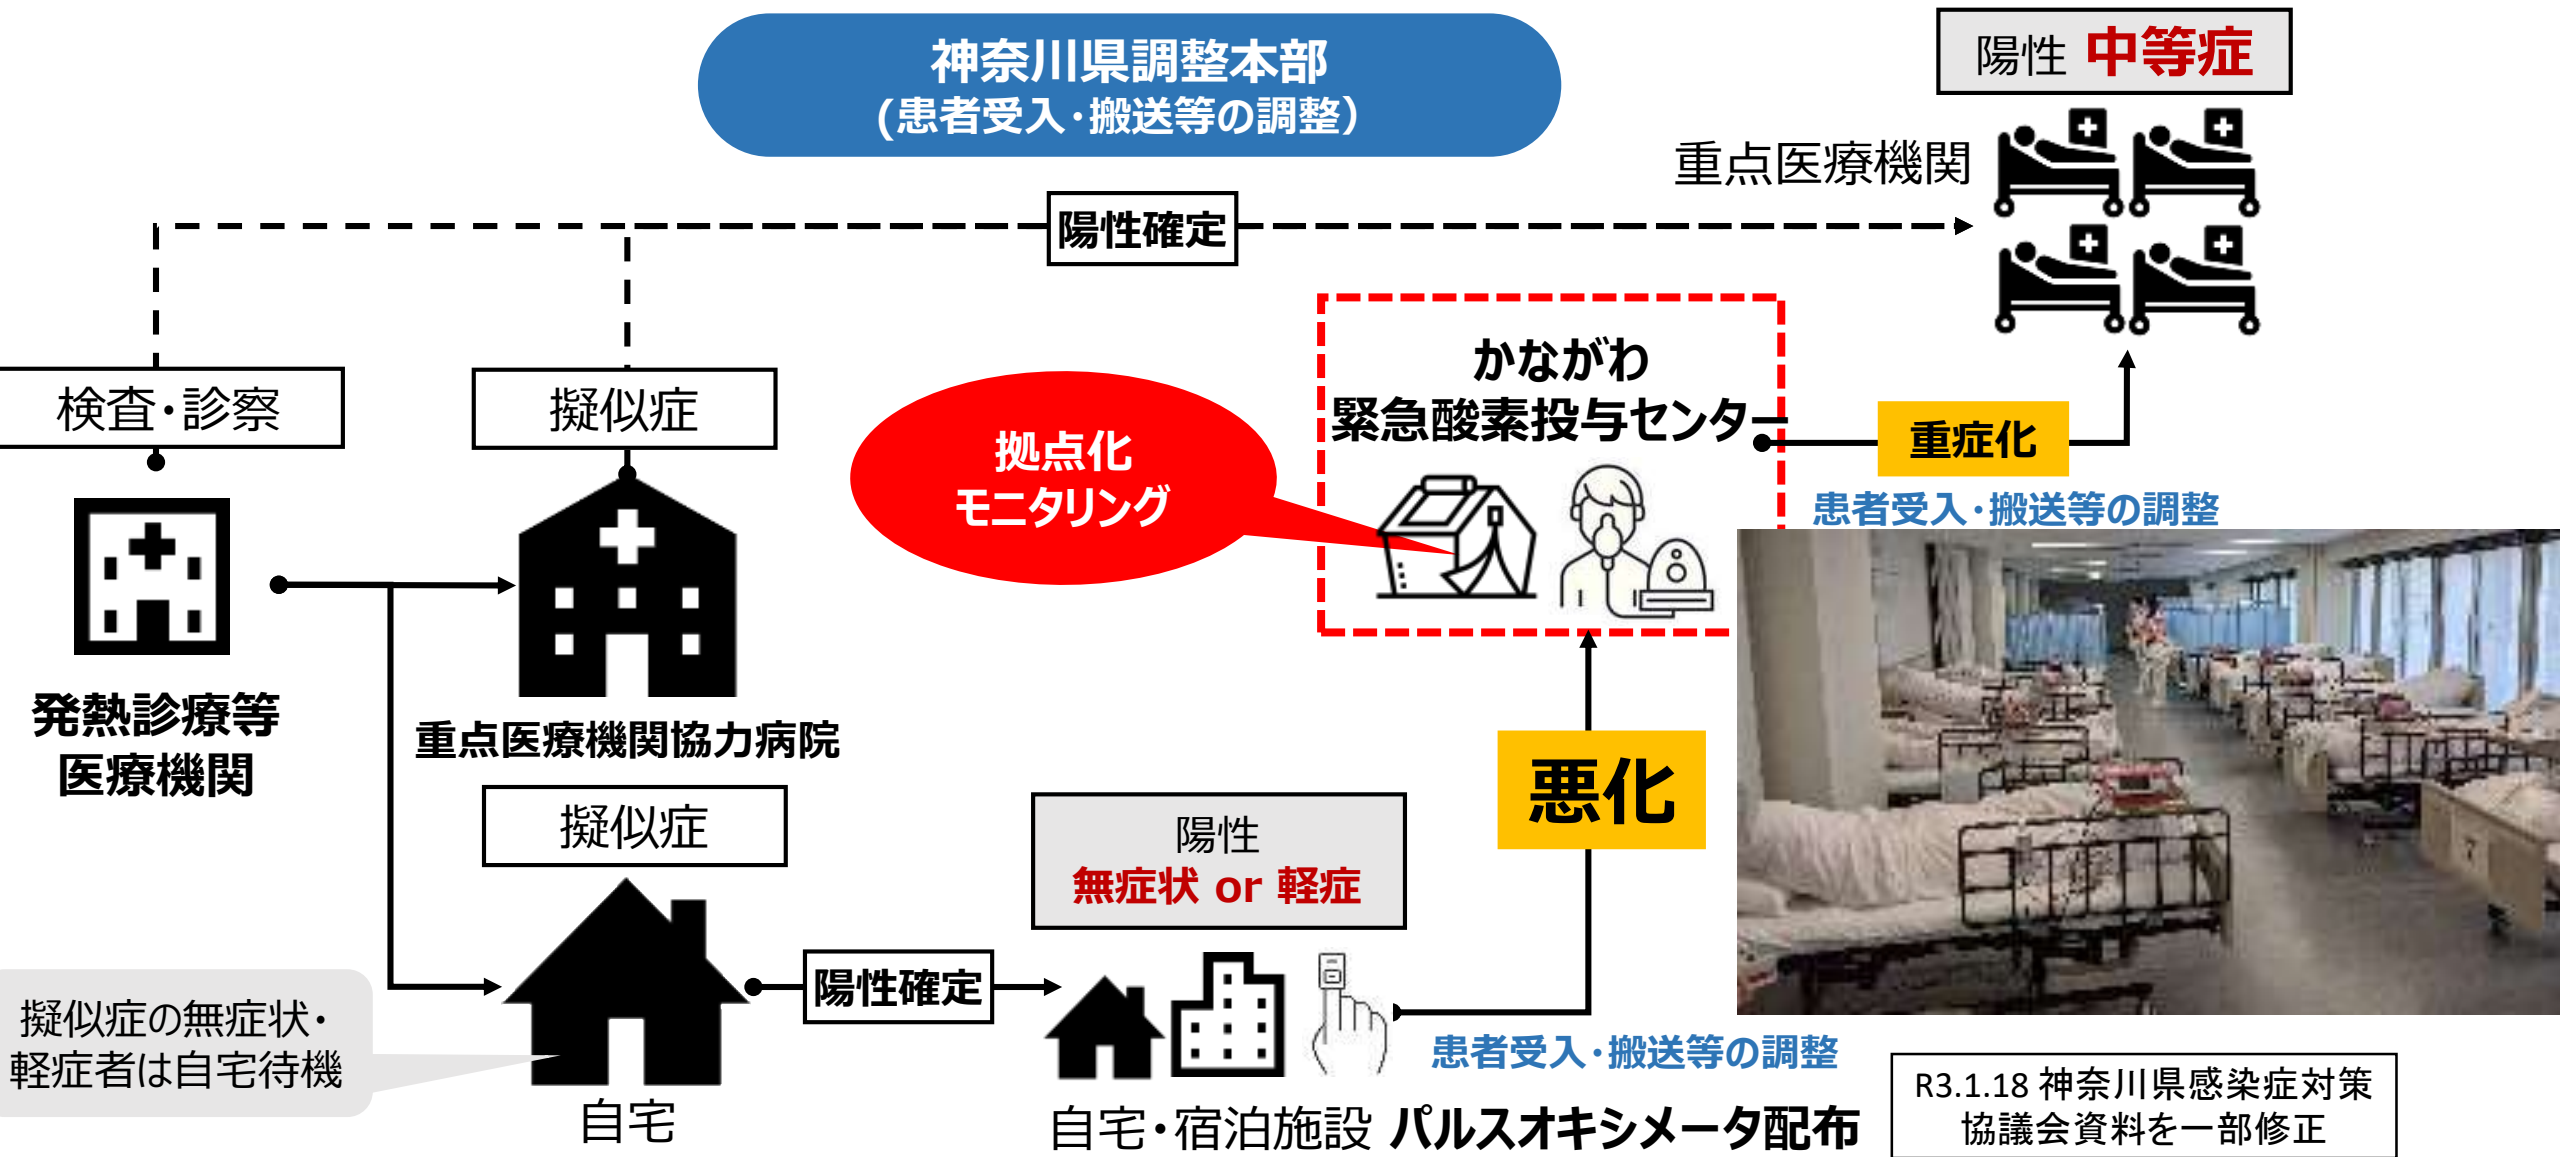 神奈川県調整本部
(患者受入・搬送等の調整）
陽性 中等症
重点医療機関
陽性確定
検査・診察
擬似症
かながわ
緊急酸素投与センター
拠点化
モニタリング
重症化
患者受入・搬送等の調整
発熱診療等
医療機関
重点医療機関協力病院
擬似症
陽性
無症状 or 軽症
悪化
7
陽性確定
擬似症の無症状・
軽症者は自宅待機
自宅
患者受入・搬送等の調整
自宅・宿泊施設 パルスオキシメータ配布
R3.1.18 神奈川県感染症対策
協議会資料を一部修正